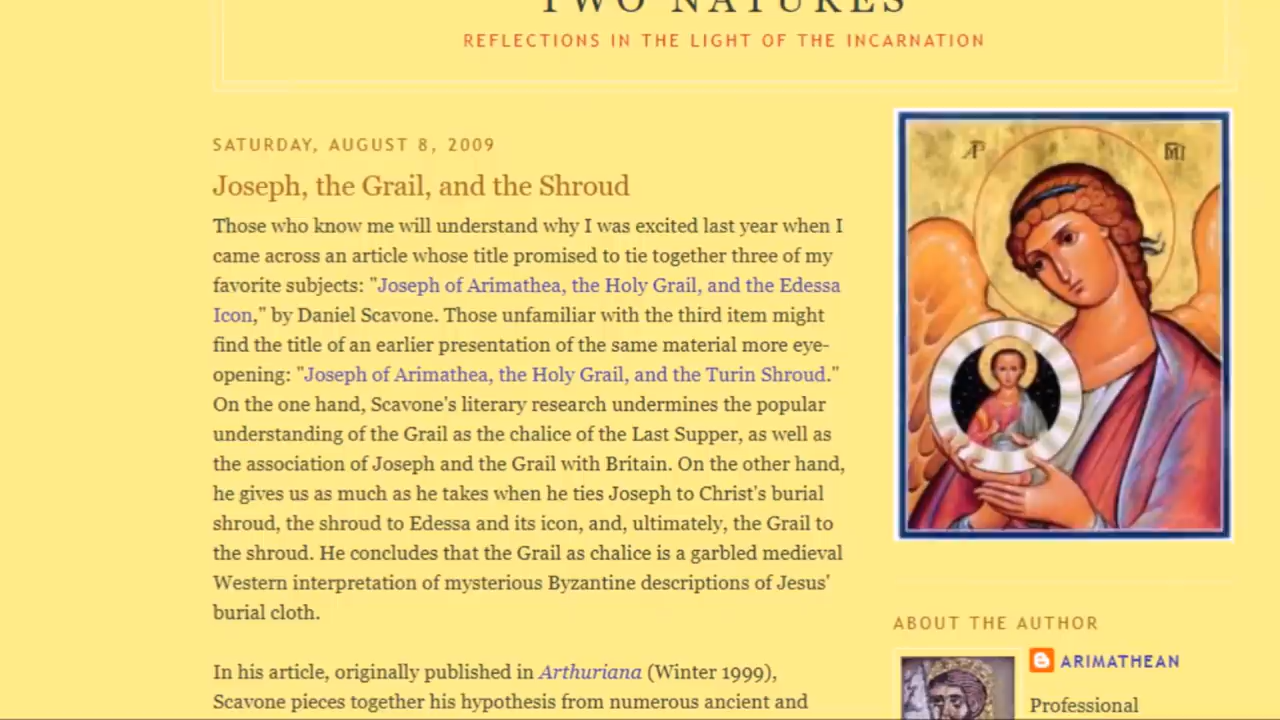 TWO NATURES
REFLECTIONS IN THE LIGHT OF THE INCARNATION
SATURDAY, AUGUST 8, 2009
Joseph, the Grail, and the Shroud
Those who know me will understand why I was excited last year when I
came across an article whose title promised to tie together three of my
favorite subjects: "Joseph of Arimathea, the Holy Grail, and the Edessa
Icon," by Daniel Scavone. Those unfamiliar with the third item might
find the title of an earlier presentation of the same material more eye-
opening: "Joseph of Arimathea, the Holy Grail, and the Turin Shroud."
On the one hand, Scavone's literary research undermines the popular
understanding of the Grail as the chalice of the Last Supper, as well as
the association of Joseph and the Grail with Britain. On the other hand,
he gives us as much as he takes when he ties Joseph to Christ's burial
shroud, the shroud to Edessa and its icon, and, ultimately, the Grail to
the shroud. He concludes that the Grail as chalice is a garbled medieval
Western interpretation of mysterious Byzantine descriptions of Jesus'
burial cloth.
In his article, originally published in Arthuriana (Winter 1999),
Scavone pieces together his hypothesis from numerous ancient and
ABOUT THE AUTHOR
ARIMATHEAN
Professional